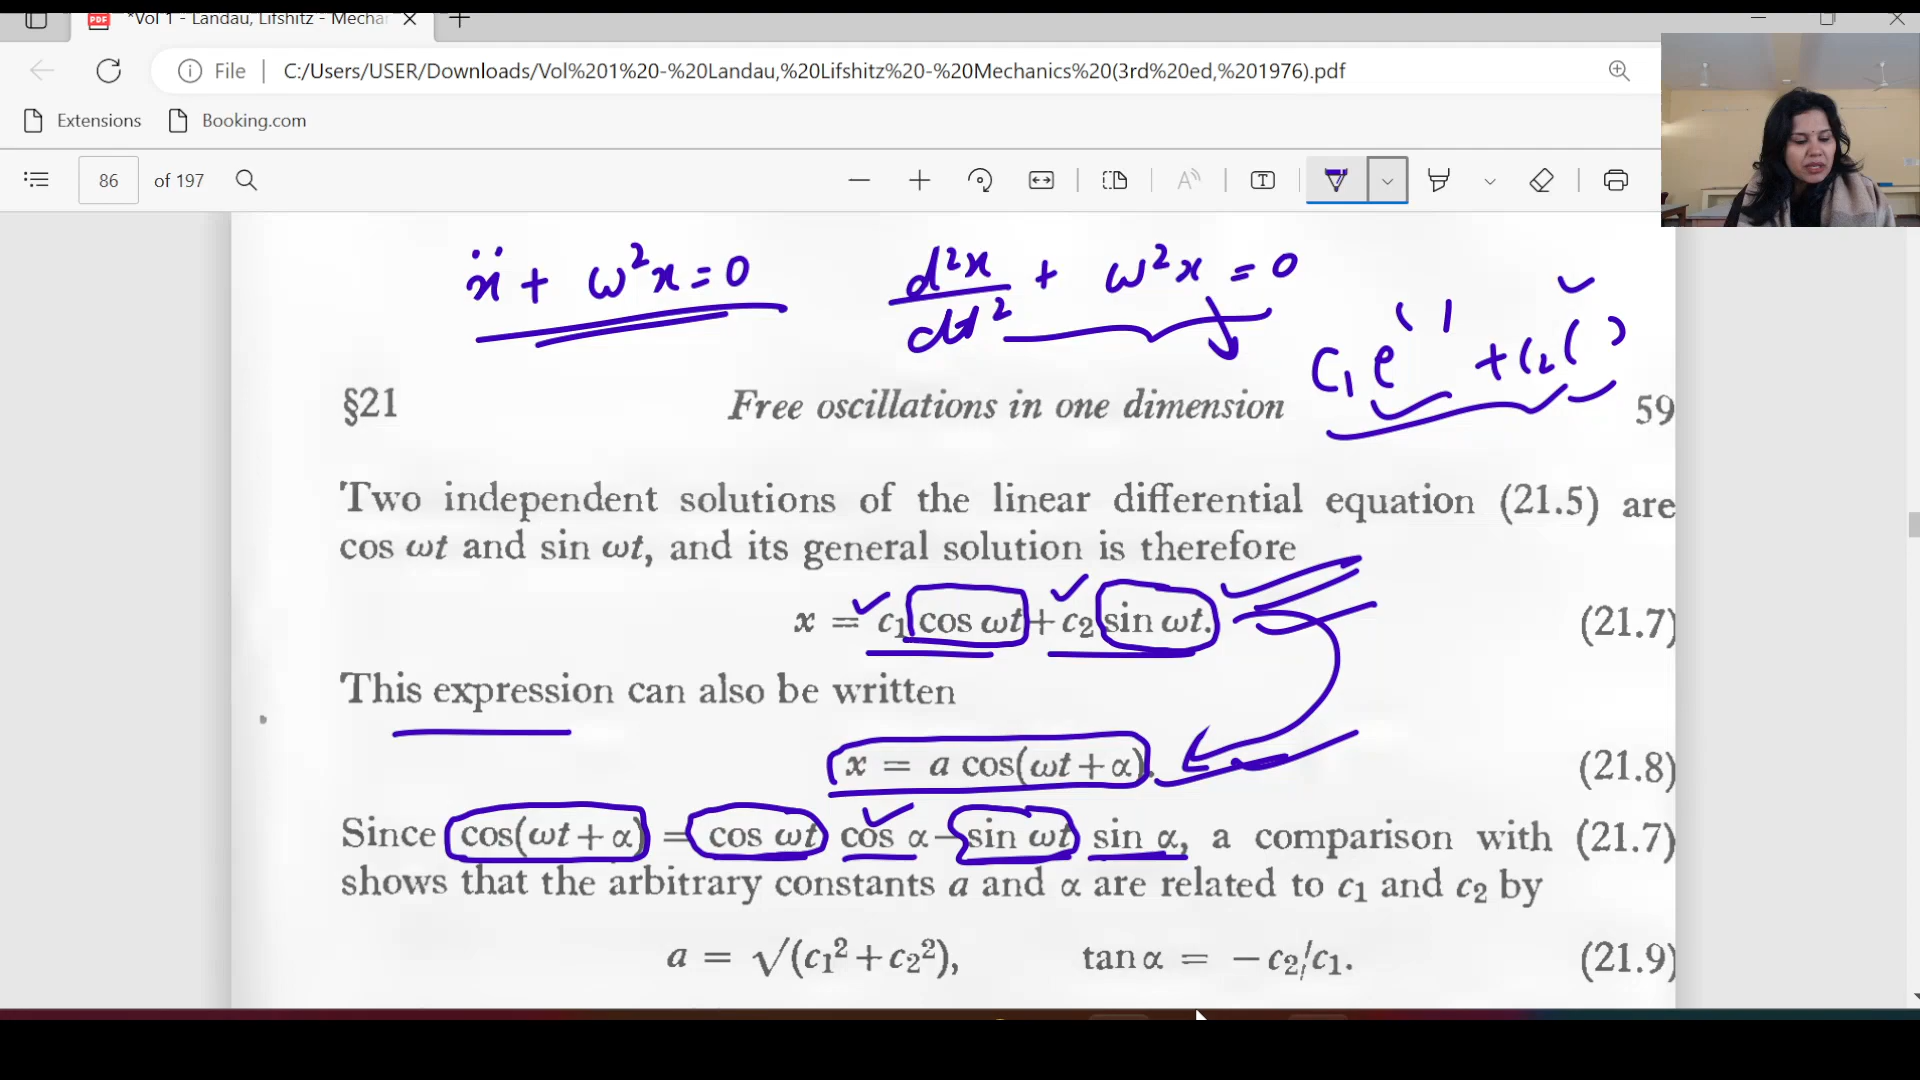 *Vol 1 - Landau, Lifshitz - Mechan
File C:/Users/USER/Downloads/Vol%201%20-%20Landau,%20Lifshitz%20-%20Mechanics%20(3rd%20ed,%201976).pdf
Extensions Booking.com
86 of 197
ẍ + ω²x = 0 d²x/dt² + ω²x = 0
C₁ e^( ) + C₂ ( )
§21 Free oscillations in one dimension 59
Two independent solutions of the linear differential equation (21.5) are
cos ωt and sin ωt, and its general solution is therefore
x = c₁ cos ωt + c₂ sin ωt. (21.7)
This expression can also be written
x = a cos(ωt + α). (21.8)
Since cos(ωt + α) = cos ωt cos α − sin ωt sin α, a comparison with (21.7)
shows that the arbitrary constants a and α are related to c₁ and c₂ by
a = √(c₁² + c₂²), tan α = − c₂/c₁. (21.9)